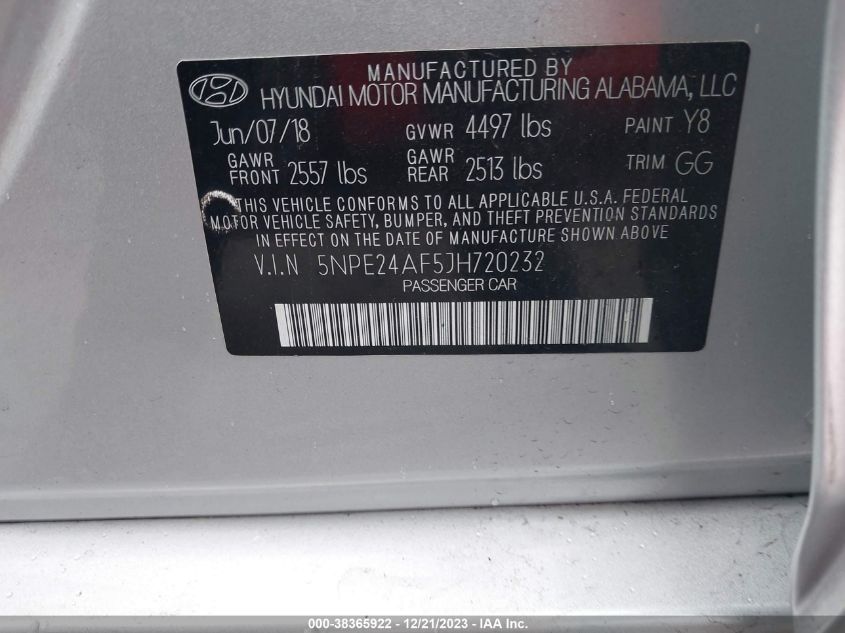 MANUFACTURED BY
HYUNDAI MOTOR MANUFACTURING ALABAMA, LLC
Jun/07/18 GVWR 4497 lbs PAINT Y8
GAWR FRONT 2557 lbs GAWR REAR 2513 lbs TRIM GG
THIS VEHICLE CONFORMS TO ALL APPLICABLE U.S.A. FEDERAL
MOTOR VEHICLE SAFETY, BUMPER, AND THEFT PREVENTION STANDARDS
IN EFFECT ON THE DATE OF MANUFACTURE SHOWN ABOVE
V.I.N 5NPE24AF5JH720232
PASSENGER CAR
000-38365922 - 12/21/2023 - IAA Inc.